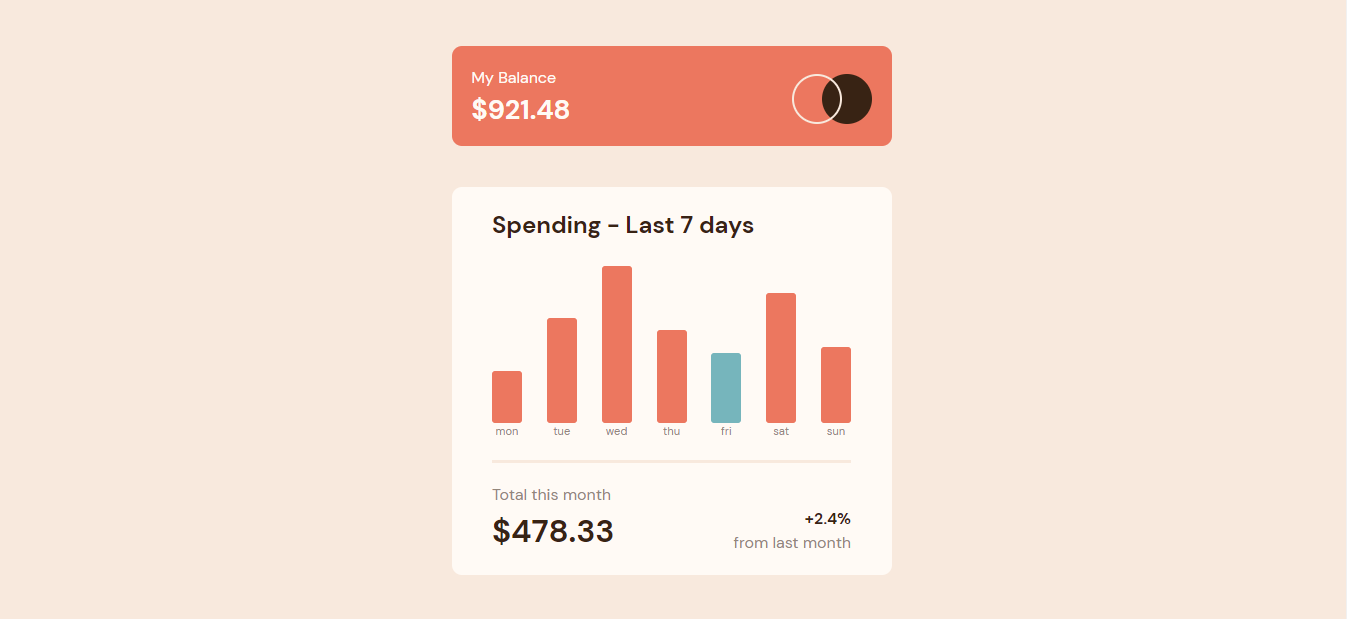 My Balance
$921.48
Spending - Last 7 days
mon tue wed thu fri sat sun
Total this month
$478.33
+2.4%
from last month